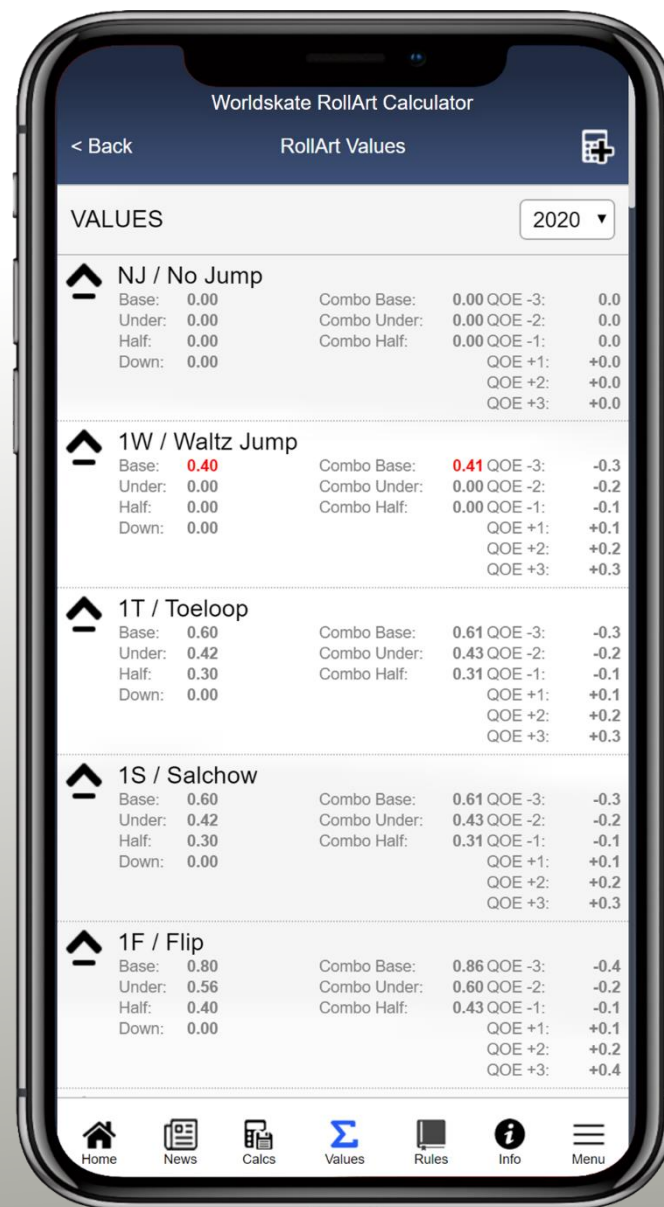 Worldskate RollArt Calculator
< Back RollArt Values
VALUES 2020
NJ / No Jump
Base: 0.00 Combo Base: 0.00 QOE -3: 0.0
Under: 0.00 Combo Under: 0.00 QOE -2: 0.0
Half: 0.00 Combo Half: 0.00 QOE -1: 0.0
Down: 0.00 QOE +1: +0.0
QOE +2: +0.0
QOE +3: +0.0
1W / Waltz Jump
Base: 0.40 Combo Base: 0.41 QOE -3: -0.3
Under: 0.00 Combo Under: 0.00 QOE -2: -0.2
Half: 0.00 Combo Half: 0.00 QOE -1: -0.1
Down: 0.00 QOE +1: +0.1
QOE +2: +0.2
QOE +3: +0.3
1T / Toeloop
Base: 0.60 Combo Base: 0.61 QOE -3: -0.3
Under: 0.42 Combo Under: 0.43 QOE -2: -0.2
Half: 0.30 Combo Half: 0.31 QOE -1: -0.1
Down: 0.00 QOE +1: +0.1
QOE +2: +0.2
QOE +3: +0.3
1S / Salchow
Base: 0.60 Combo Base: 0.61 QOE -3: -0.3
Under: 0.42 Combo Under: 0.43 QOE -2: -0.2
Half: 0.30 Combo Half: 0.31 QOE -1: -0.1
Down: 0.00 QOE +1: +0.1
QOE +2: +0.2
QOE +3: +0.3
1F / Flip
Base: 0.80 Combo Base: 0.86 QOE -3: -0.4
Under: 0.56 Combo Under: 0.60 QOE -2: -0.2
Half: 0.40 Combo Half: 0.43 QOE -1: -0.1
Down: 0.00 QOE +1: +0.1
QOE +2: +0.2
QOE +3: +0.4
Home News Calcs Values Rules Info Menu